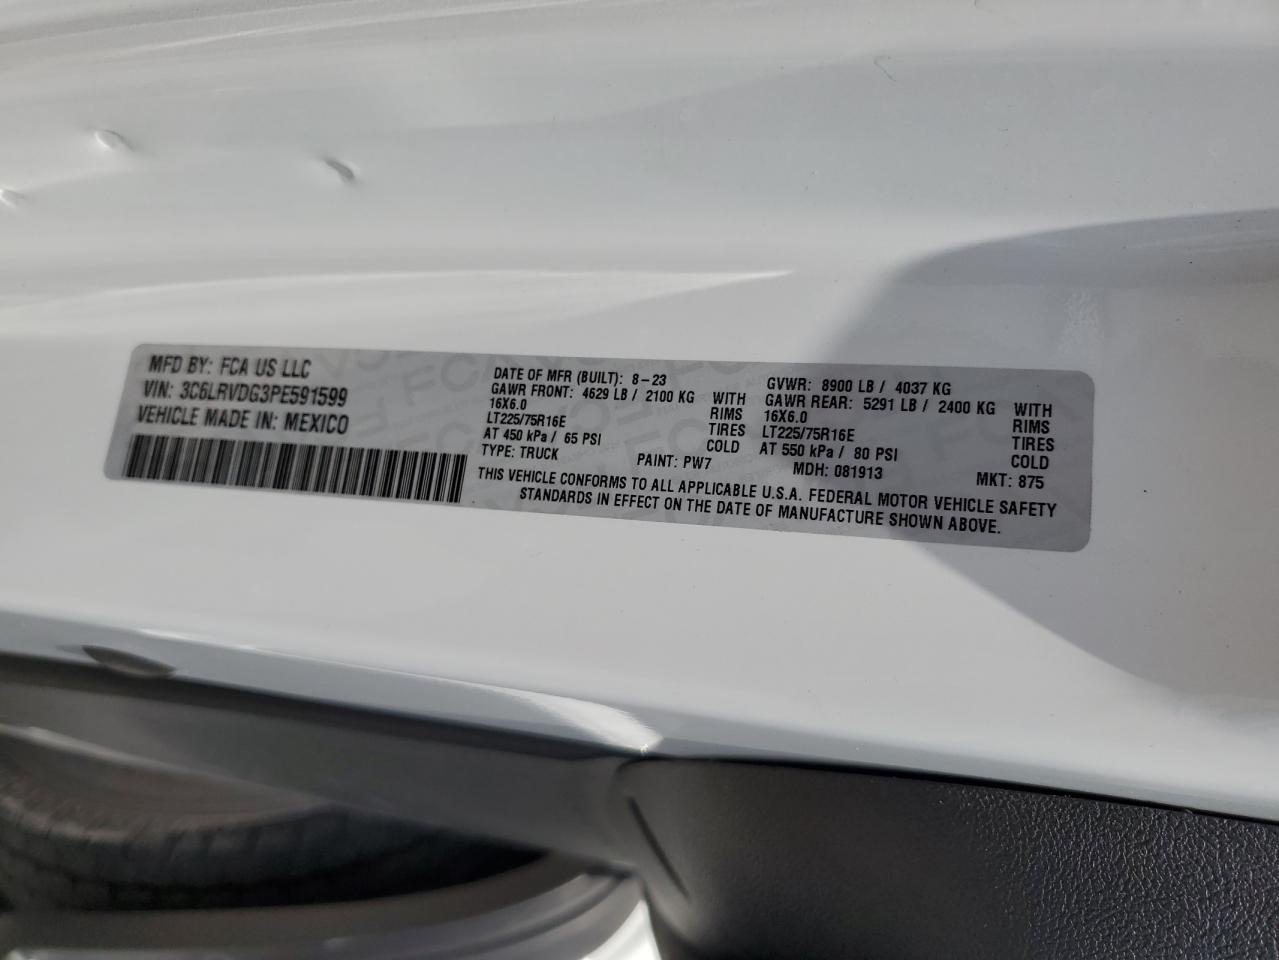 MFD BY: FCA US LLC
VIN: 3C6LRVDG3PE591599
VEHICLE MADE IN: MEXICO
DATE OF MFR (BUILT): 8-23
GAWR FRONT: 4629 LB / 2100 KG WITH
16X6.0 RIMS
LT225/75R16E TIRES
AT 450 kPa / 65 PSI COLD
TYPE: TRUCK PAINT: PW7
GVWR: 8900 LB / 4037 KG
GAWR REAR: 5291 LB / 2400 KG WITH
16X6.0 RIMS
LT225/75R16E TIRES
AT 550 kPa / 80 PSI COLD
MDH: 081913 MKT: 875
THIS VEHICLE CONFORMS TO ALL APPLICABLE U.S.A. FEDERAL MOTOR VEHICLE SAFETY
STANDARDS IN EFFECT ON THE DATE OF MANUFACTURE SHOWN ABOVE.